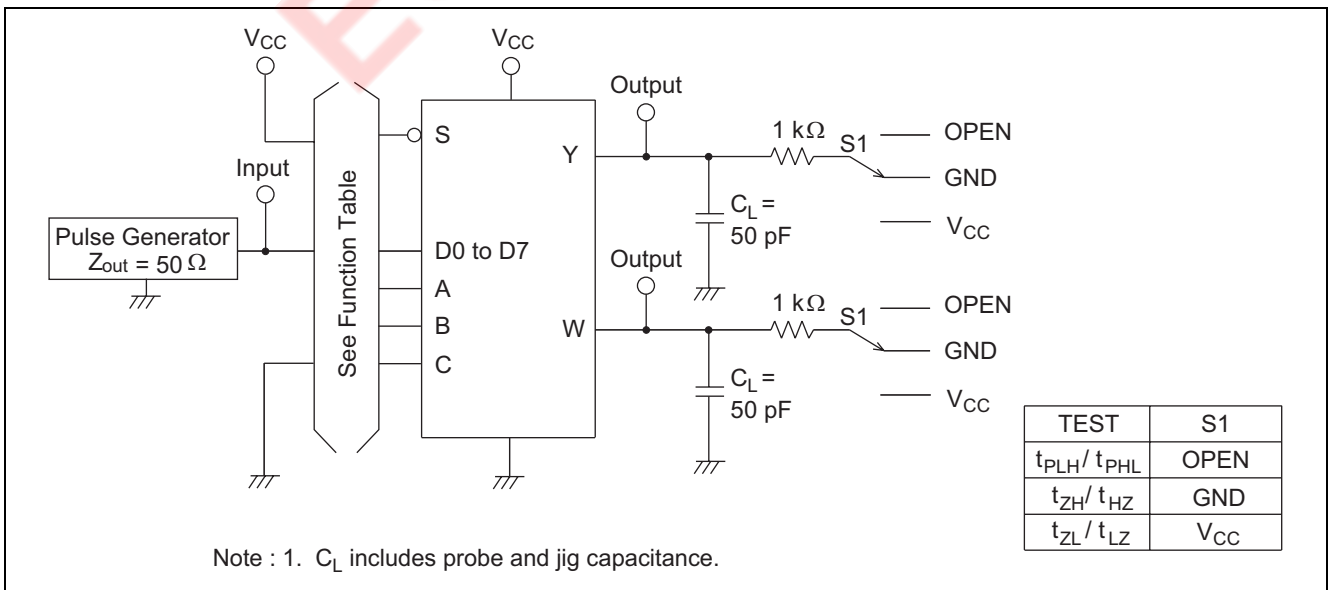 VCC
VCC
Output
1 kΩ
S1
OPEN
GND
VCC
S
Y
Input
CL =
50 pF
Pulse Generator
Zout = 50 Ω
See Function Table
D0 to D7
A
B
C
Output
W
1 kΩ
S1
OPEN
GND
VCC
CL =
50 pF
TEST S1
tPLH / tPHL OPEN
tZH / tHZ GND
tZL / tLZ VCC
Note : 1. CL includes probe and jig capacitance.